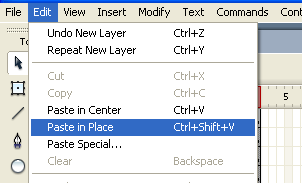 File Edit View Insert Modify Text Commands
To
Undo New Layer Ctrl+Z
Repeat New Layer Ctrl+Y
Cut Ctrl+X
Copy Ctrl+C
Paste in Center Ctrl+V
Paste in Place Ctrl+Shift+V
Paste Special...
Clear Backspace
5